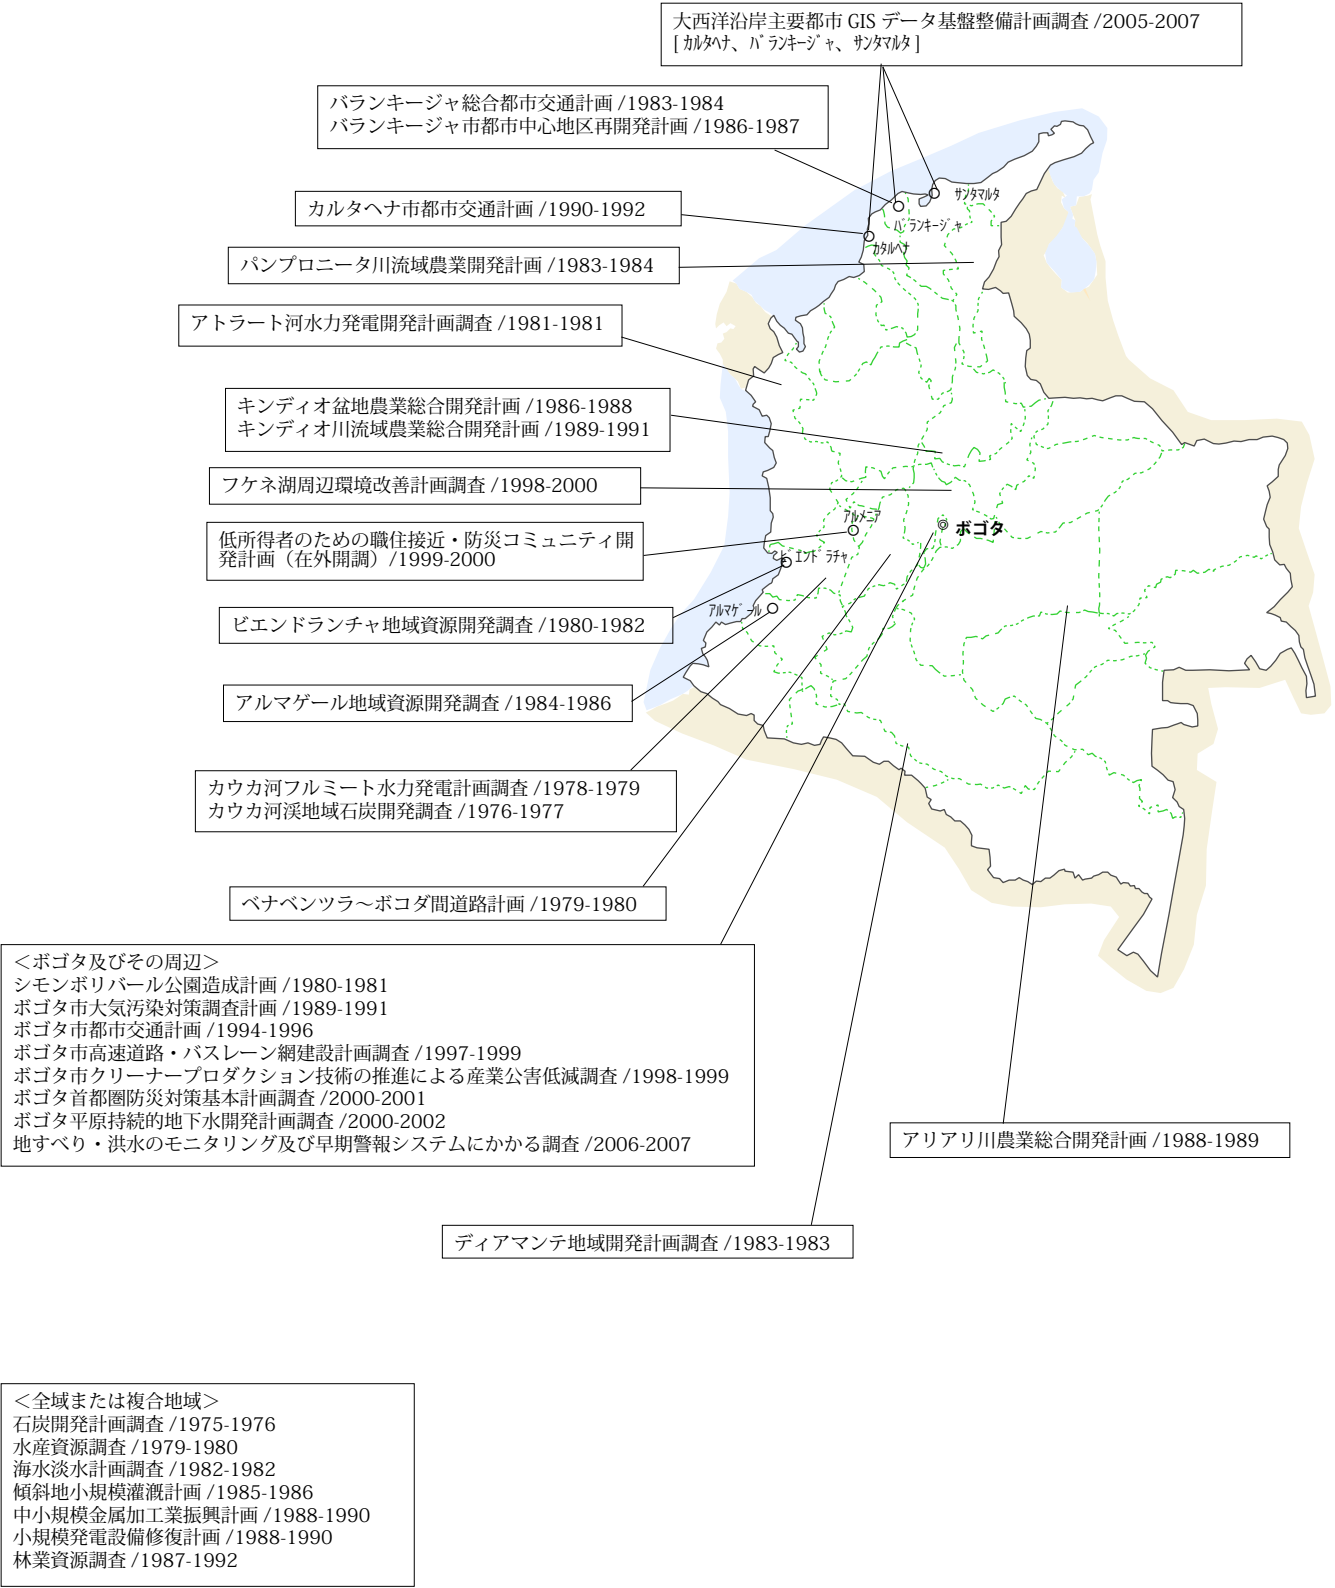 大西洋沿岸主要都市 GIS データ基盤整備計画調査 /2005-2007
[ ｶﾙﾀﾍﾅ、ﾊﾞﾗﾝｷｰｼﾞｬ、ｻﾝﾀﾏﾙﾀ ]
バランキージャ総合都市交通計画 /1983-1984
バランキージャ市都市中心地区再開発計画 /1986-1987
カルタヘナ市都市交通計画 /1990-1992
パンプロニータ川流域農業開発計画 /1983-1984
アトラート河水力発電開発計画調査 /1981-1981
キンディオ盆地農業総合開発計画 /1986-1988
キンディオ川流域農業総合開発計画 /1989-1991
フケネ湖周辺環境改善計画調査 /1998-2000
低所得者のための職住接近・防災コミュニティ開
発計画（在外開調）/1999-2000
ビエンドランチャ地域資源開発調査 /1980-1982
アルマゲール地域資源開発調査 /1984-1986
カウカ河フルミート水力発電計画調査 /1978-1979
カウカ河渓地域石炭開発調査 /1976-1977
ベナベンツラ～ボコダ間道路計画 /1979-1980
ｻﾝﾀﾏﾙﾀ
ﾊﾞﾗﾝｷｰｼﾞｬ
ｶﾀﾙﾍﾅ
ｱﾙﾒﾆｱ
ボゴタ
ﾋﾞｴﾝﾄﾞﾗﾁｬ
ｱﾙﾏｹﾞｰﾙ
＜ボゴタ及びその周辺＞
シモンボリバール公園造成計画 /1980-1981
ボゴタ市大気汚染対策調査計画 /1989-1991
ボゴタ市都市交通計画 /1994-1996
ボゴタ市高速道路・バスレーン網建設計画調査 /1997-1999
ボゴタ市クリーナープロダクション技術の推進による産業公害低減調査 /1998-1999
ボゴタ首都圏防災対策基本計画調査 /2000-2001
ボゴタ平原持続的地下水開発計画調査 /2000-2002
地すべり・洪水のモニタリング及び早期警報システムにかかる調査 /2006-2007
アリアリ川農業総合開発計画 /1988-1989
ディアマンテ地域開発計画調査 /1983-1983
＜全域または複合地域＞
石炭開発計画調査 /1975-1976
水産資源調査 /1979-1980
海水淡水計画調査 /1982-1982
傾斜地小規模灌漑計画 /1985-1986
中小規模金属加工業振興計画 /1988-1990
小規模発電設備修復計画 /1988-1990
林業資源調査 /1987-1992